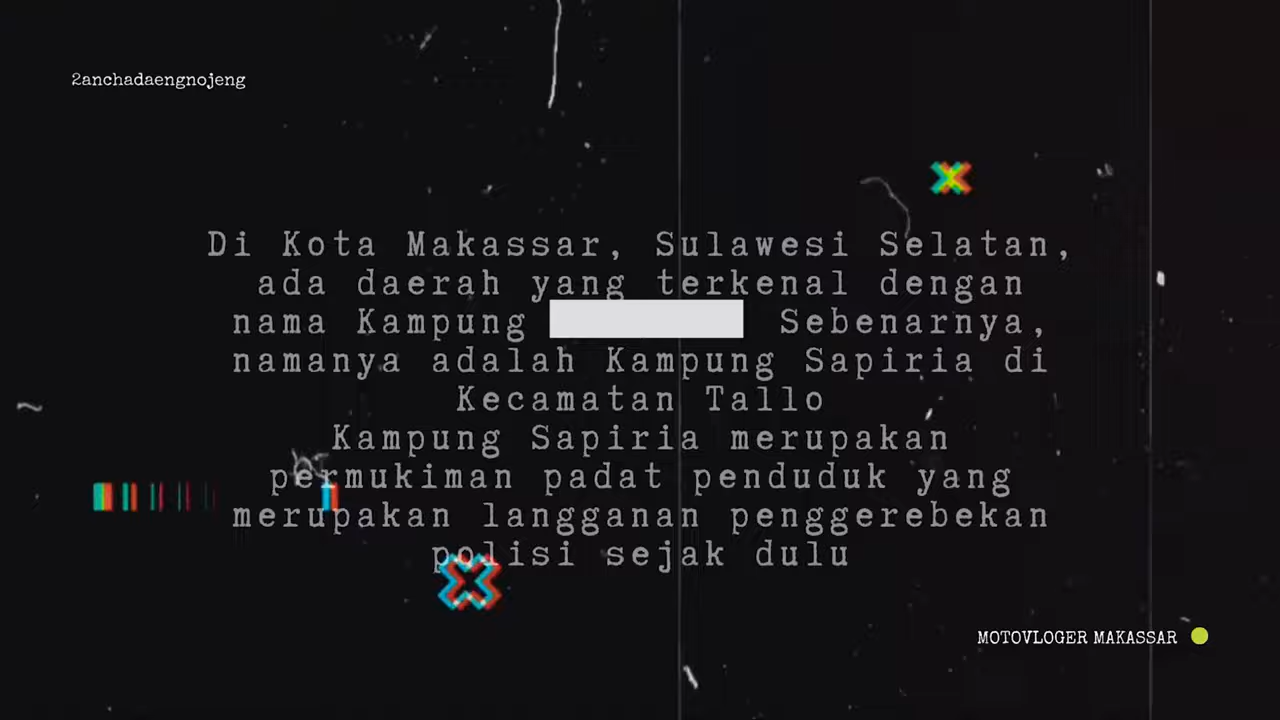 2anchadaengnojeng
Di Kota Makassar, Sulawesi Selatan,
ada daerah yang terkenal dengan
nama Kampung Sebenarnya,
namanya adalah Kampung Sapiria di
Kecamatan Tallo
Kampung Sapiria merupakan
permukiman padat penduduk yang
merupakan langganan penggerebekan
polisi sejak dulu
MOTOVLOGER MAKASSAR